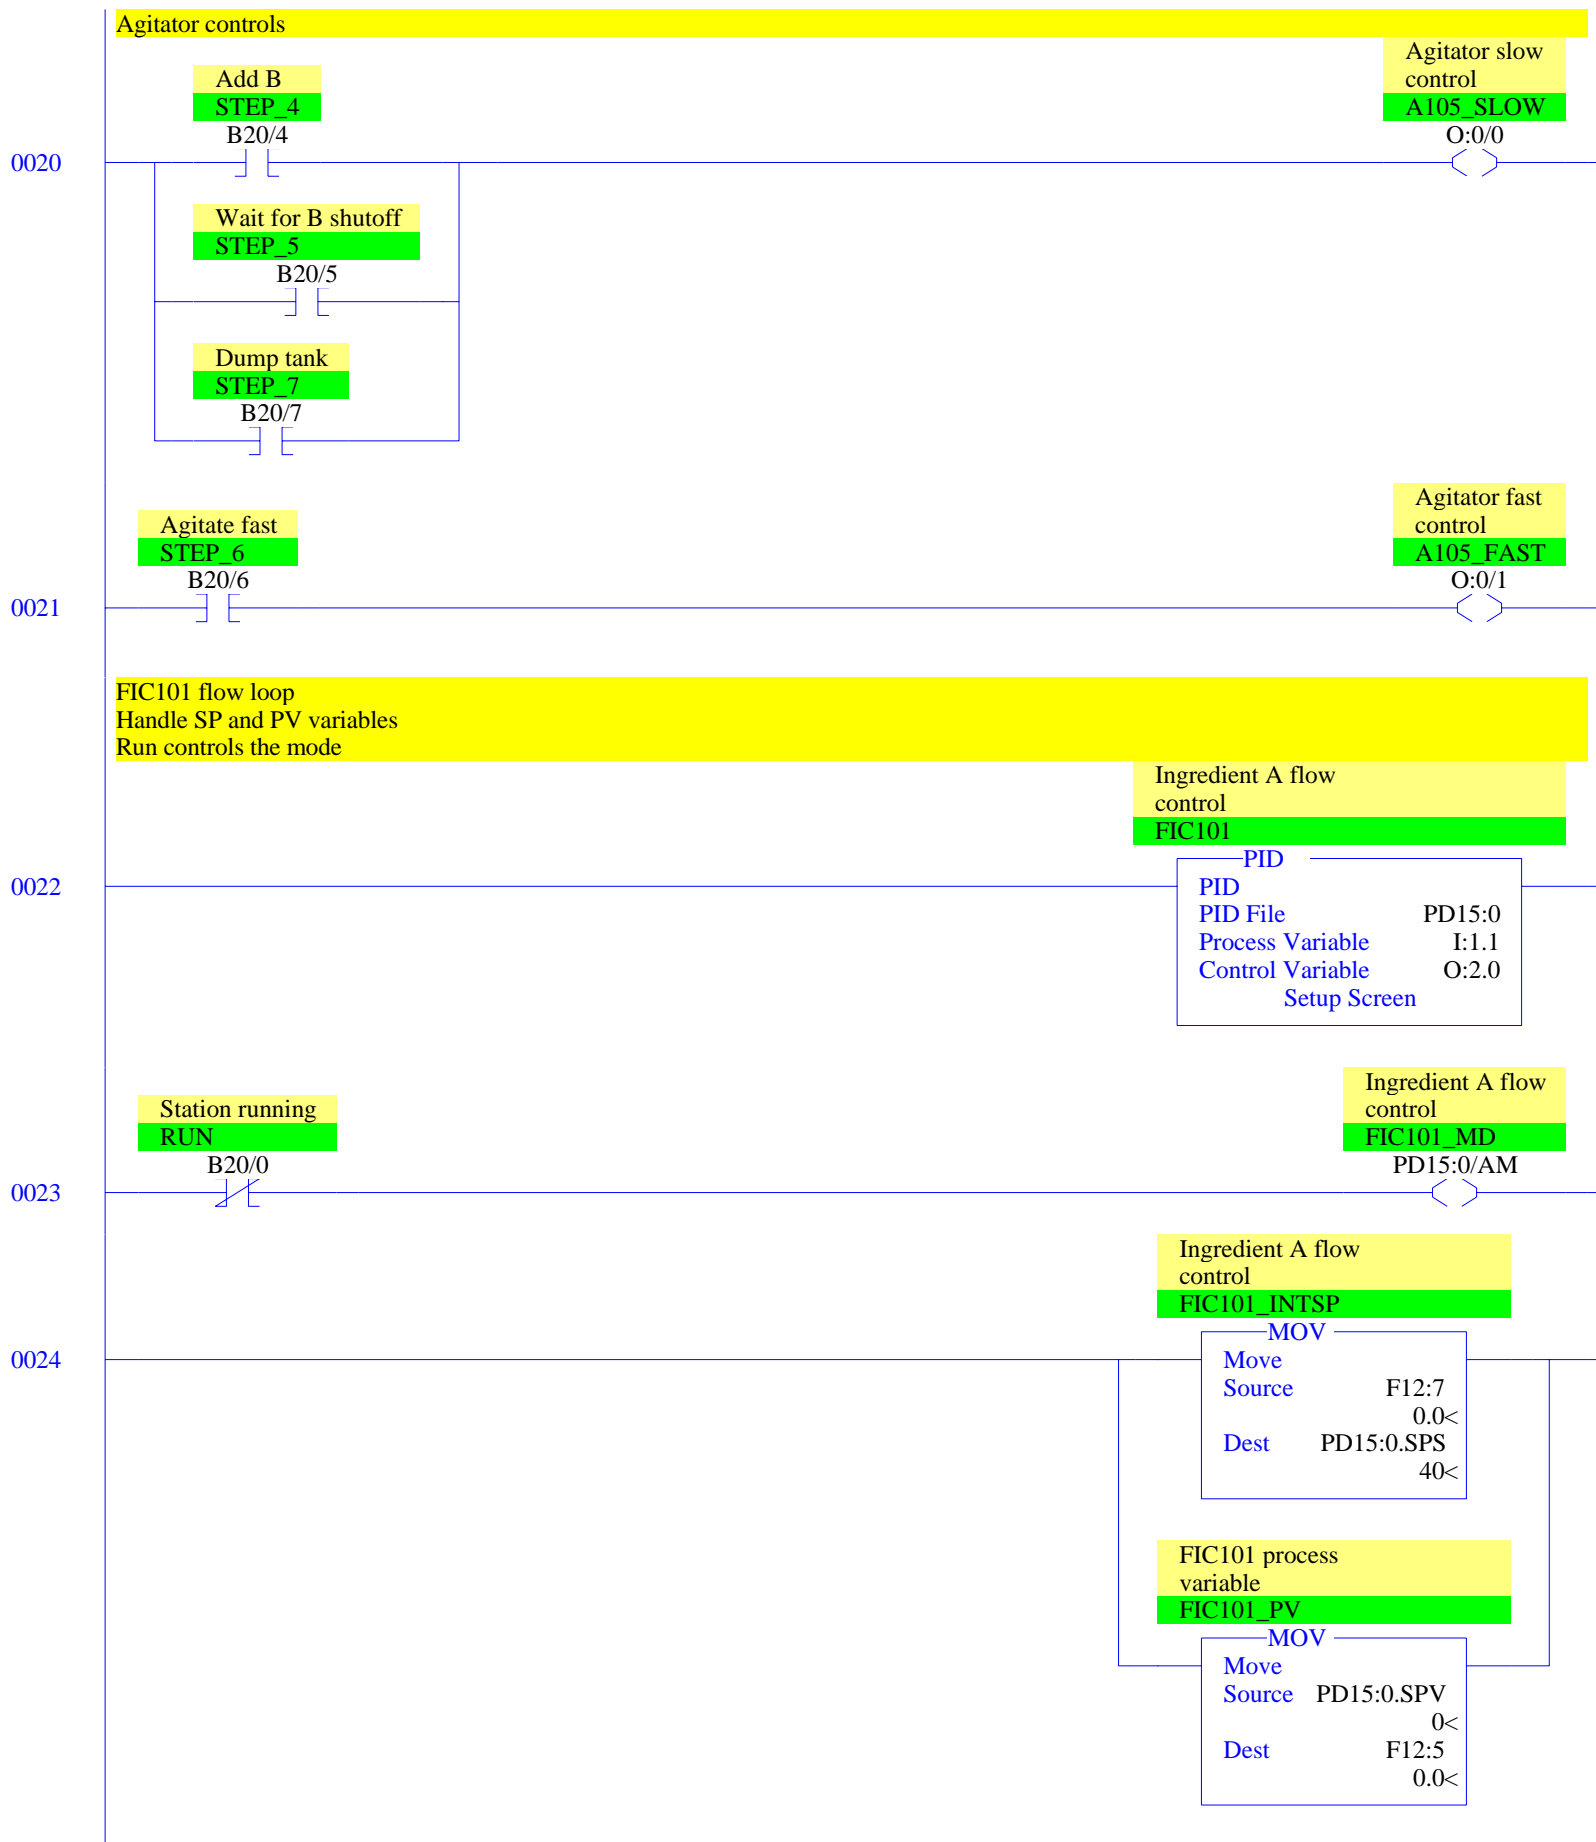 Agitator controls
Add B
STEP_4
B20/4
Agitator slow
control
A105_SLOW
O:0/0
0020
Wait for B shutoff
STEP_5
B20/5
Dump tank
STEP_7
B20/7
Agitate fast
STEP_6
B20/6
Agitator fast
control
A105_FAST
O:0/1
0021
FIC101 flow loop
Handle SP and PV variables
Run controls the mode
Ingredient A flow
control
FIC101
PID
0022
PID
PID File PD15:0
Process Variable I:1.1
Control Variable O:2.0
Setup Screen
Station running
RUN
B20/0
Ingredient A flow
control
FIC101_MD
PD15:0/AM
0023
Ingredient A flow
control
FIC101_INTSP
MOV
0024
Move
Source F12:7
0.0<
Dest PD15:0.SPS
40<
FIC101 process
variable
FIC101_PV
MOV
Move
Source PD15:0.SPV
0<
Dest F12:5
0.0<